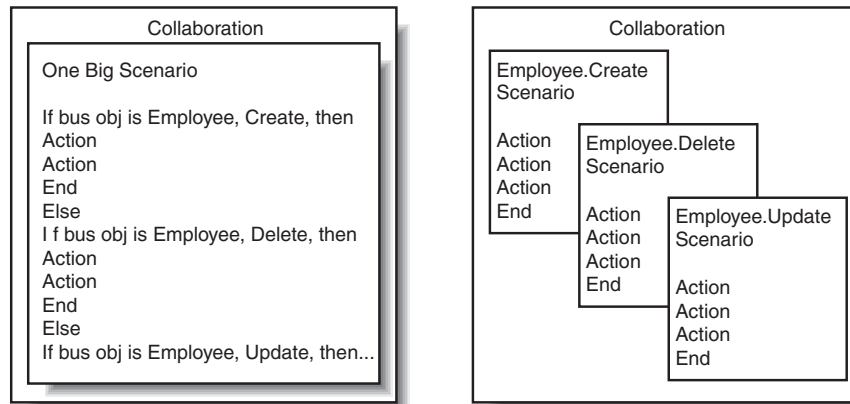 Collaboration
One Big Scenario
If bus obj is Employee, Create, then
Action
Action
End
Else
I f bus obj is Employee, Delete, then
Action
Action
End
Else
If bus obj is Employee, Update, then...
Collaboration
Employee.Create
Scenario
Action
Action
Action
End
Employee.Delete
Scenario
Action
Action
Action
End
Employee.Update
Scenario
Action
Action
Action
End